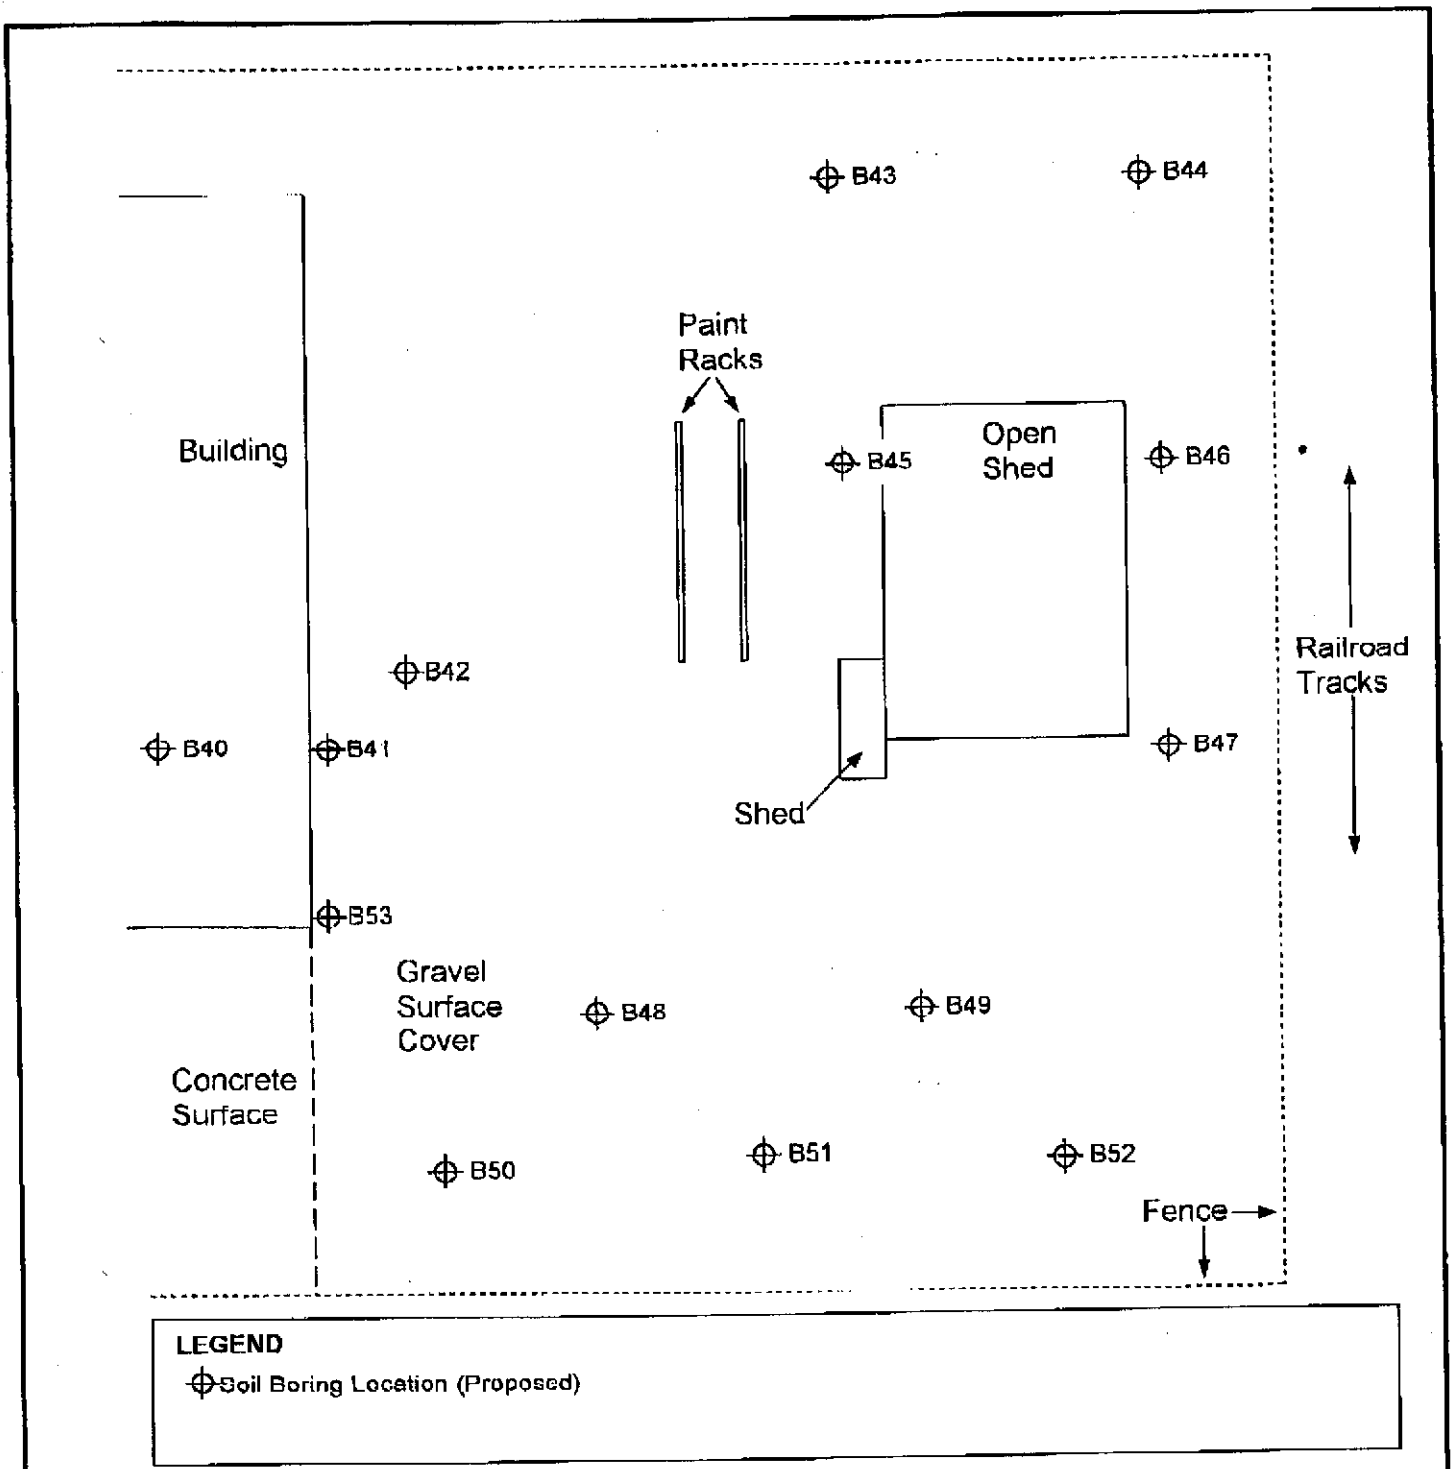 B43
B44
Paint
Racks
Building
Open
Shed
B45
B46
Railroad
Tracks
B42
B40
B41
B47
Shed
B53
Gravel
Surface
Cover
B48
B49
Concrete
Surface
B50
B51
B52
Fence
LEGEND
Soil Boring Location (Proposed)